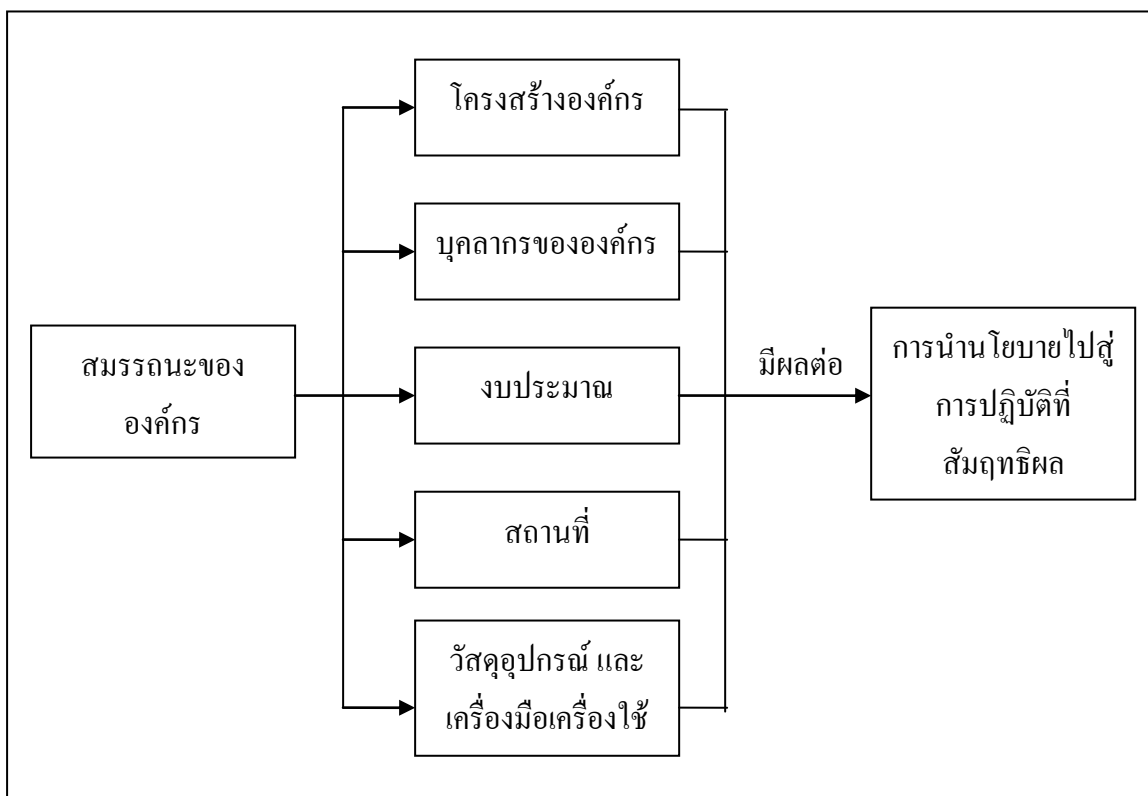 สมรรถนะของ
องค์กร
โครงสร้างองค์กร
บุคลากรขององค์กร
งบประมาณ
สถานที่
วัสดุอุปกรณ์ และ
เครื่องมือเครื่องใช้
มีผลต่อ
การนำนโยบายไปสู่
การปฏิบัติที่
สัมฤทธิผล